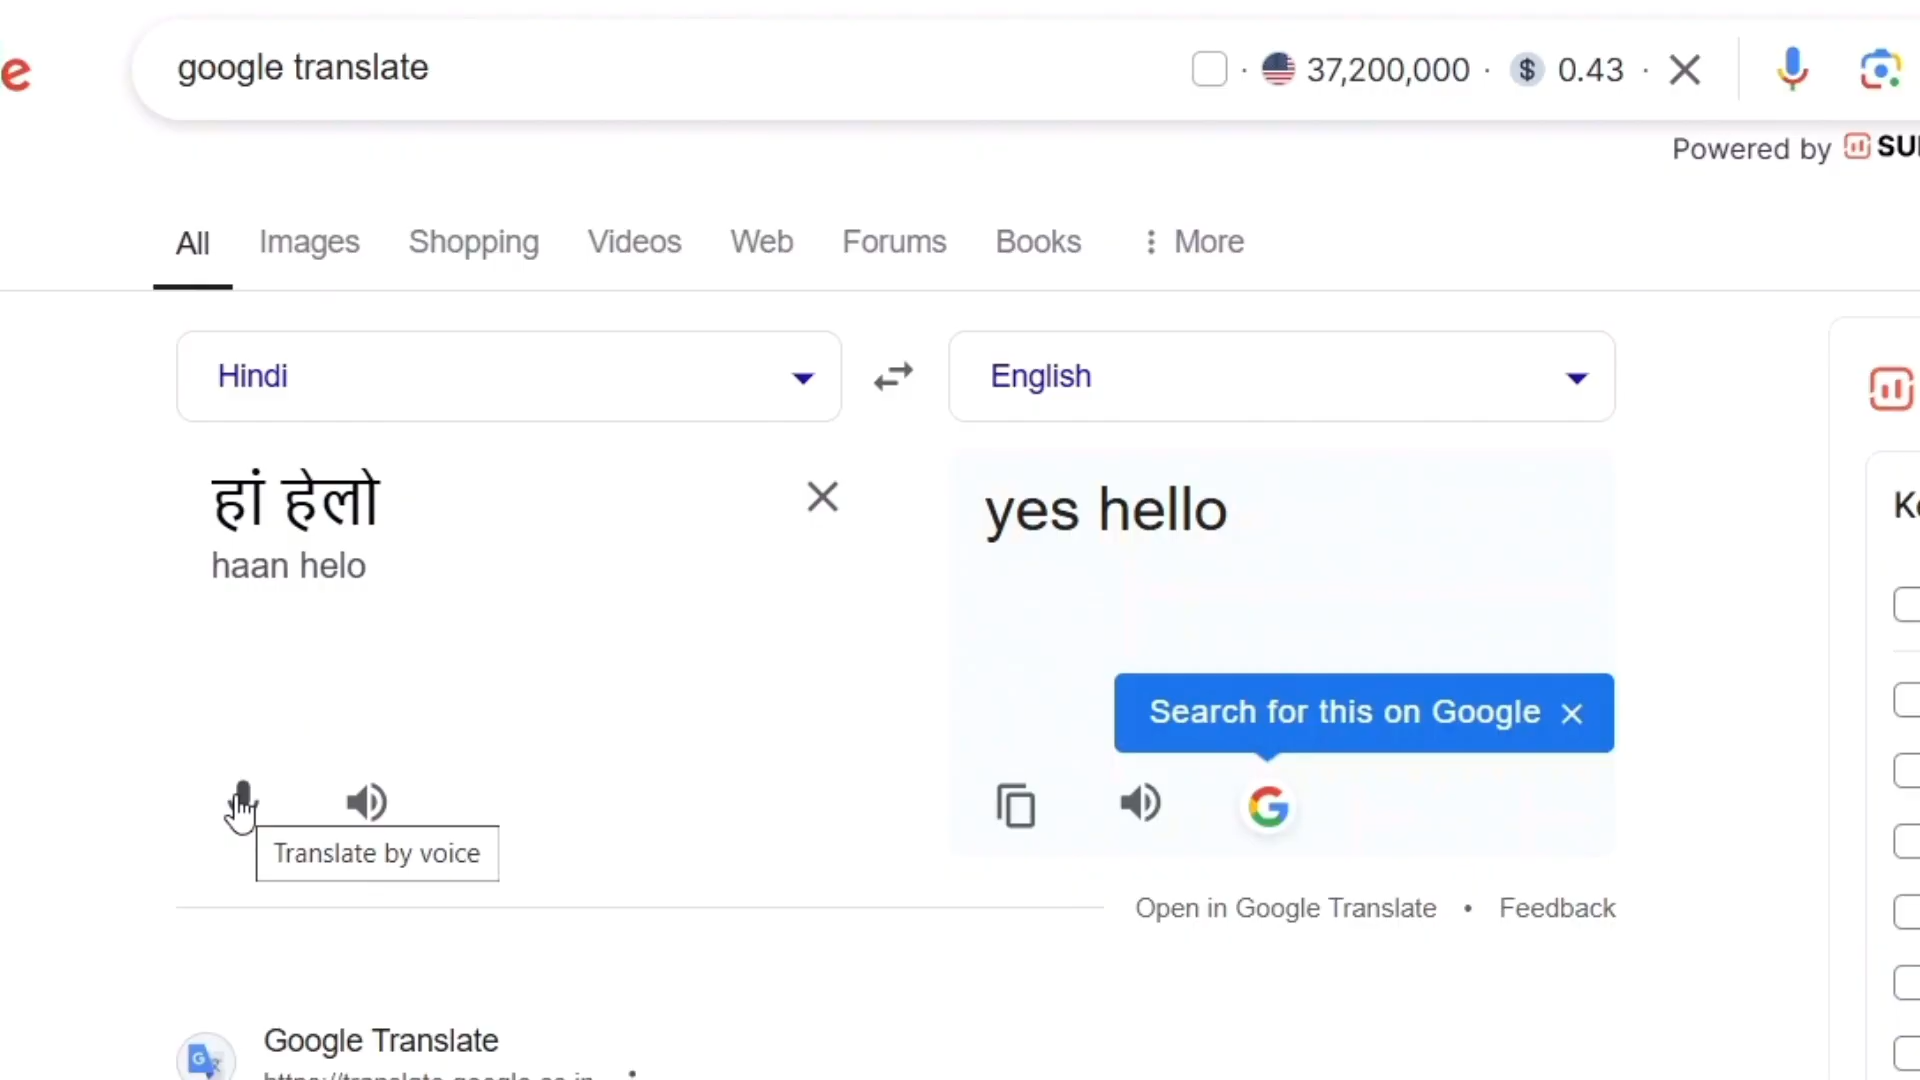 google translate
37,200,000 · $ 0.43 ·
Powered by
All Images Shopping Videos Web Forums Books More
Hindi English
हां हेलो
haan helo
yes hello
Search for this on Google
Translate by voice
Open in Google Translate • Feedback
Google Translate